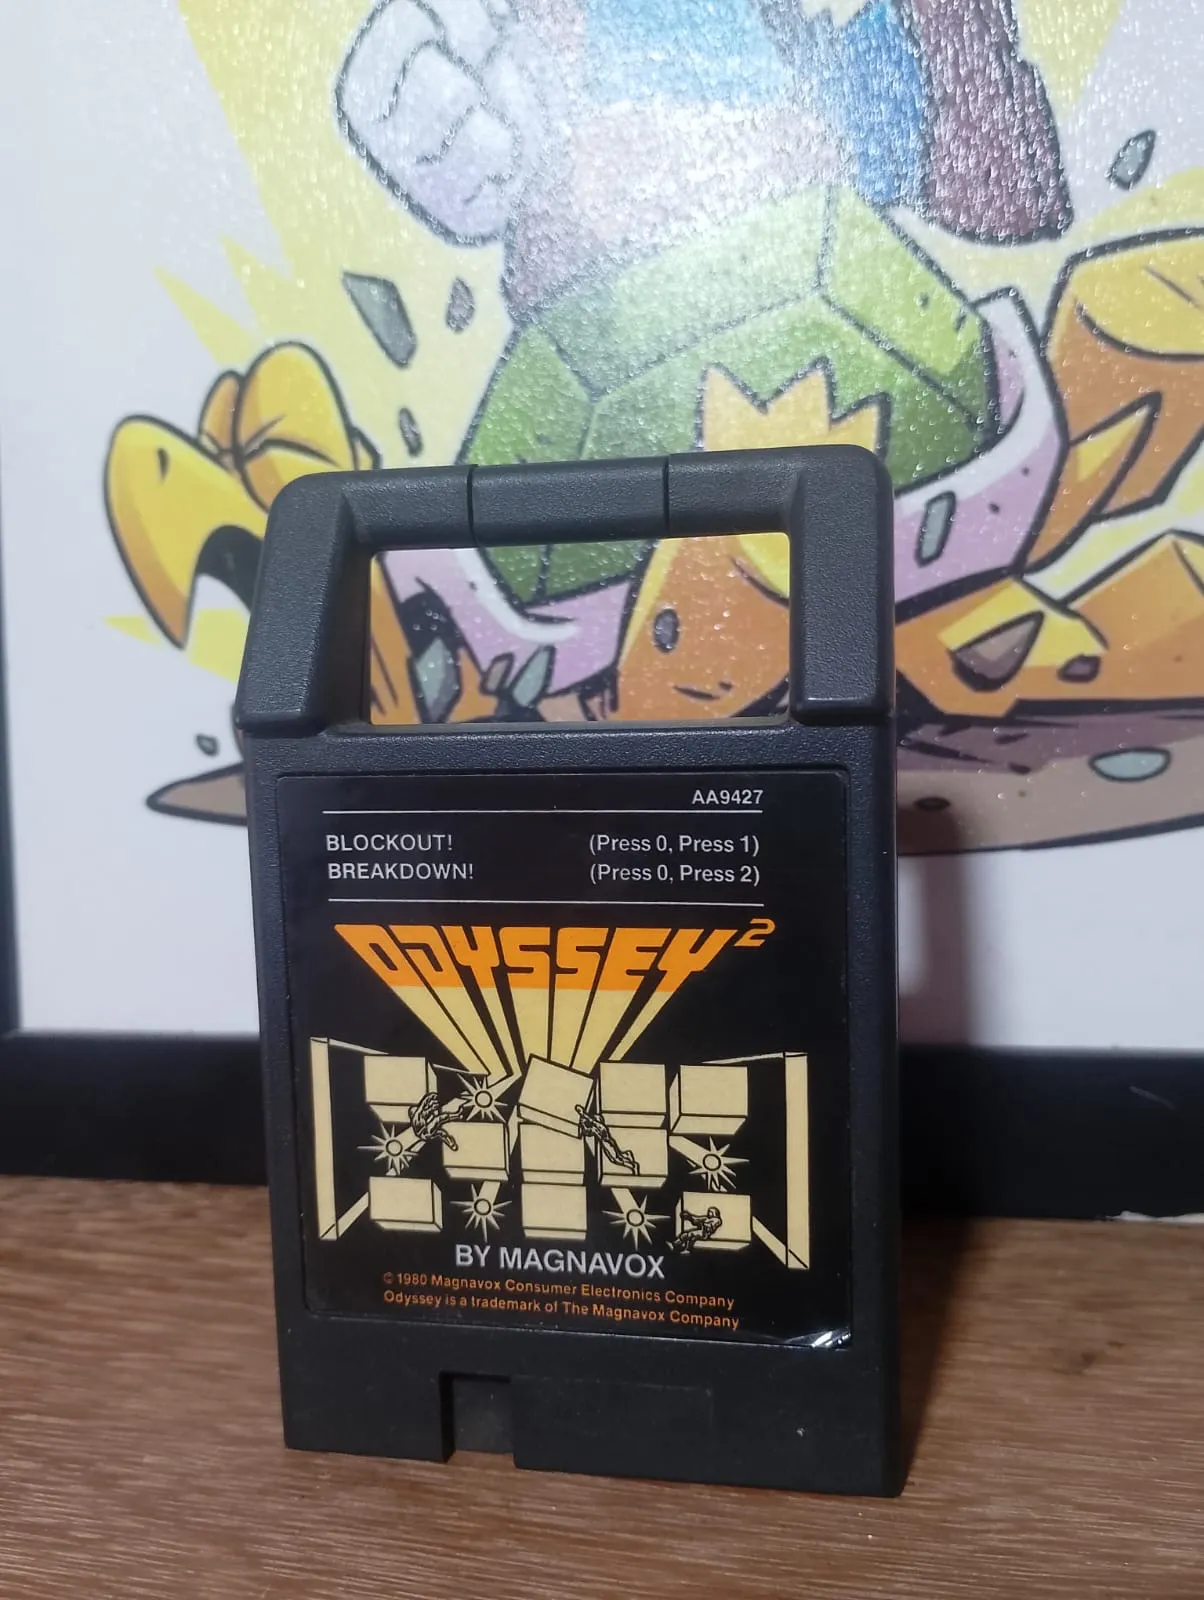 AA9427
BLOCKOUT! (Press 0, Press 1)
BREAKDOWN! (Press 0, Press 2)
ODYSSEY²
BY MAGNAVOX
© 1980 Magnavox Consumer Electronics Company
Odyssey is a trademark of The Magnavox Company